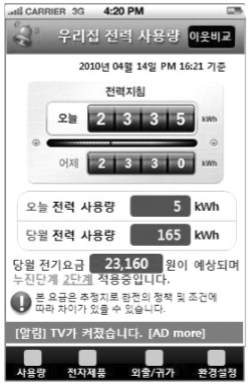 CARRIER 3G 4:20 PM
우리집 전력 사용량 이웃비교
2010년 04월 14일 PM 16:21 기준
전력지침
오늘 2 3 3 5 kWh
어제 2 3 3 0 kWh
오늘 전력 사용량 5 kWh
당월 전력 사용량 165 kWh
당월 전기요금 23,160 원이 예상되며
누진단계 2단계 적용중입니다.
본 요금은 추정치로 한전의 정책 및 조건에
따라 차이가 있을 수 있습니다.
[알림] TV가 켜졌습니다. [AD more]
사용량 전자제품 외출/귀가 환경설정